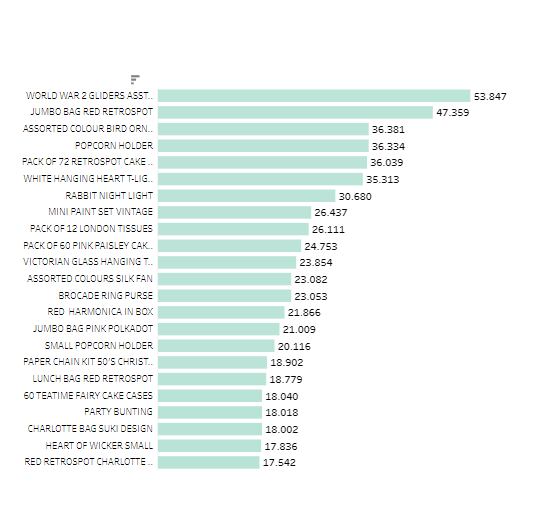 WORLD WAR 2 GLIDERS ASST.. 53.847
JUMBO BAG RED RETROSPOT 47.359
ASSORTED COLOUR BIRD ORN.. 36.381
POPCORN HOLDER 36.334
PACK OF 72 RETROSPOT CAKE .. 36.039
WHITE HANGING HEART T-LIG.. 35.313
RABBIT NIGHT LIGHT 30.680
MINI PAINT SET VINTAGE 26.437
PACK OF 12 LONDON TISSUES 26.111
PACK OF 60 PINK PAISLEY CAK.. 24.753
VICTORIAN GLASS HANGING T.. 23.854
ASSORTED COLOURS SILK FAN 23.082
BROCADE RING PURSE 23.053
RED HARMONICA IN BOX 21.866
JUMBO BAG PINK POLKADOT 21.009
SMALL POPCORN HOLDER 20.116
PAPER CHAIN KIT 50'S CHRIST.. 18.902
LUNCH BAG RED RETROSPOT 18.779
60 TEATIME FAIRY CAKE CASES 18.040
PARTY BUNTING 18.018
CHARLOTTE BAG SUKI DESIGN 18.002
HEART OF WICKER SMALL 17.836
RED RETROSPOT CHARLOTTE .. 17.542